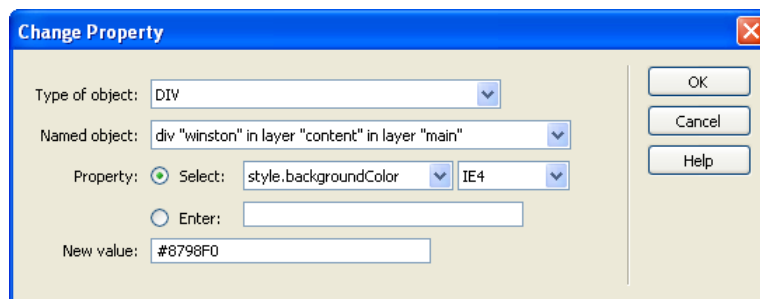 Change Property
Type of object: DIV
OK
Named object: div "winston" in layer "content" in layer "main"
Cancel
Property: Select: style.backgroundColor IE4
Help
Enter:
New value: #8798F0